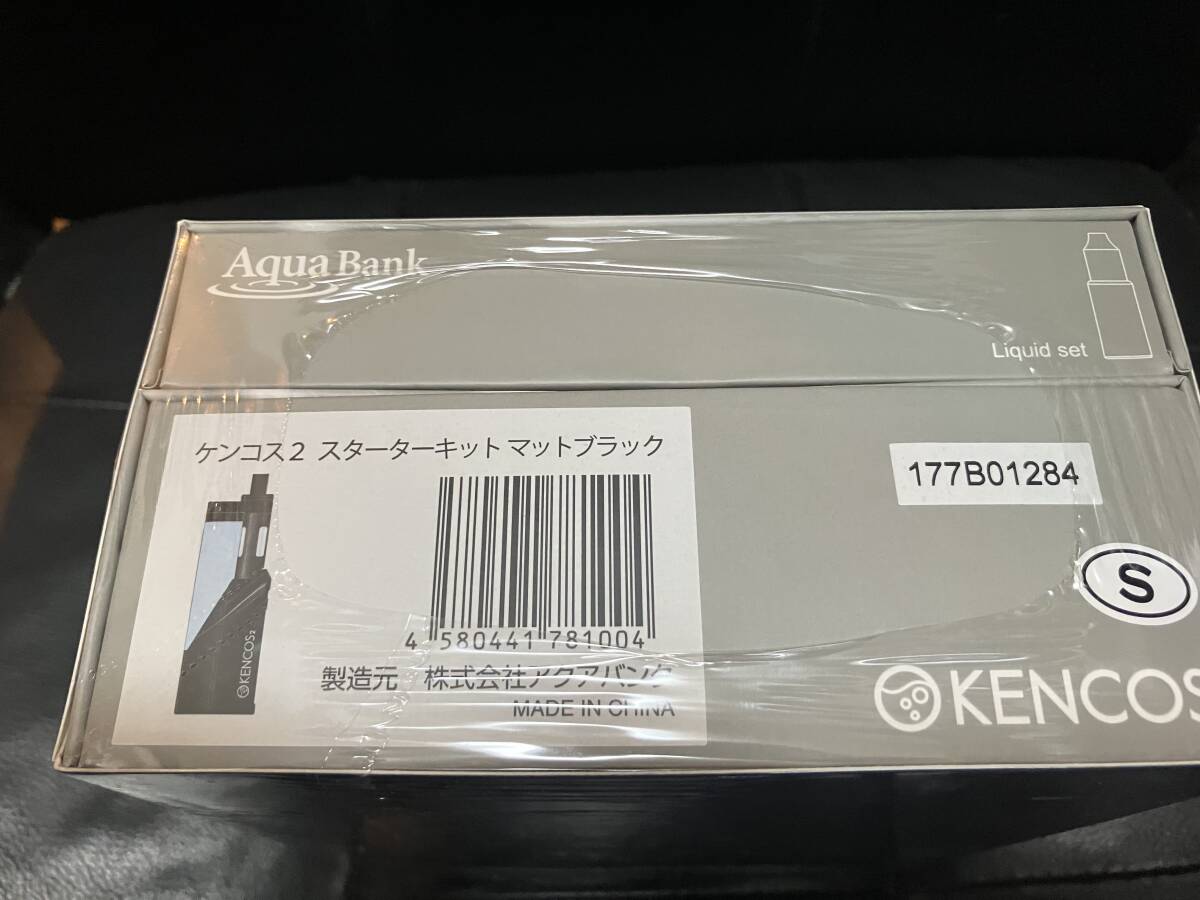 Aqua Bank
Liquid set
ケンコス2 スターターキット マットブラック
177B01284
KENCOS2
4 580441 781004
S
製造元 株式会社アクアバンク
MADE IN CHINA
KENCOS